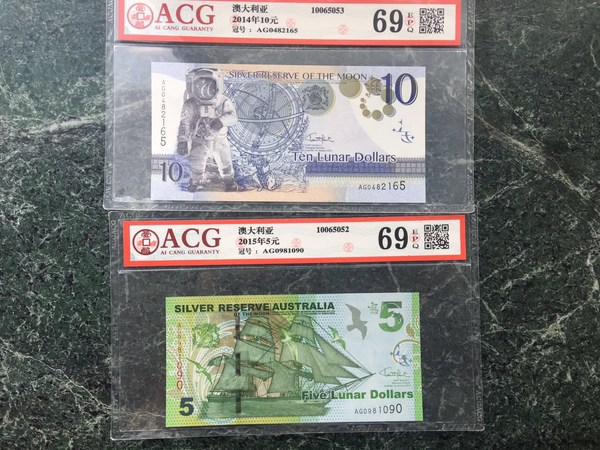 ACG
AI CANG GUARANTY
澳大利亚 10065053
2014年10元
冠号： AG0482165
69 EPQ
SILVER RESERVE OF THE MOON
10
AG0482165
10
Ten Lunar Dollars
AG0482165
ACG
AI CANG GUARANTY
澳大利亚 10065052
2015年5元
冠号： AG0981090
69 EPQ
SILVER RESERVE AUSTRALIA
OF THE MOON
5
5
Five Lunar Dollars
AG0981090